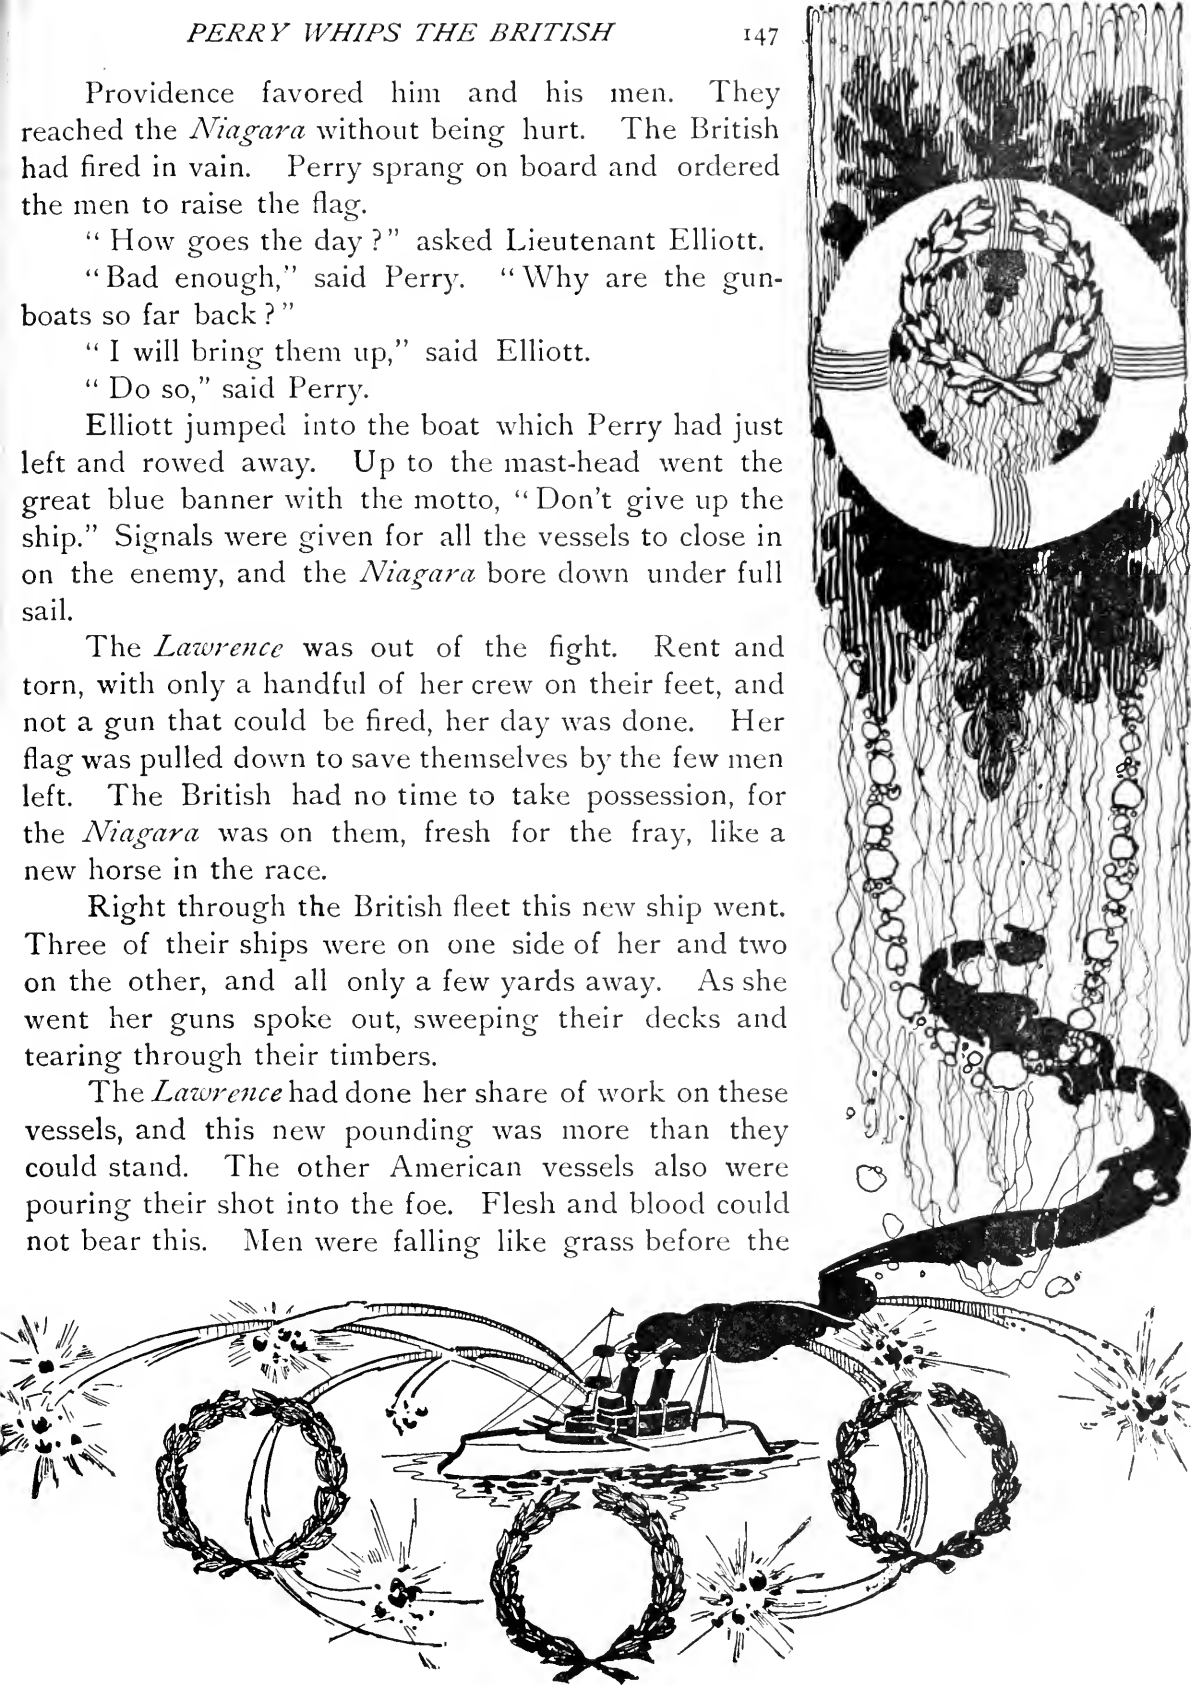 PERRY WHIPS THE BRITISH 147
Providence favored him and his men. They
reached the Niagara without being hurt. The British
had fired in vain. Perry sprang on board and ordered
the men to raise the flag.
“ How goes the day ?” asked Lieutenant Elliott.
“Bad enough,” said Perry. “Why are the gun-
boats so far back ? ”
“ I will bring them up,” said Elliott.
“ Do so,” said Perry.
Elliott jumped into the boat which Perry had just
left and rowed away. Up to the mast-head went the
great blue banner with the motto, “Don’t give up the
ship.” Signals were given for all the vessels to close in
on the enemy, and the Niagara bore down under full
sail.
The Lawrence was out of the fight. Rent and
torn, with only a handful of her crew on their feet, and
not a gun that could be fired, her day was done. Her
flag was pulled down to save themselves by the few men
left. The British had no time to take possession, for
the Niagara was on them, fresh for the fray, like a
new horse in the race.
Right through the British fleet this new ship went.
Three of their ships were on one side of her and two
on the other, and all only a few yards away. As she
went her guns spoke out, sweeping their decks and
tearing through their timbers.
The Lawrence had done her share of work on these
vessels, and this new pounding was more than they
could stand. The other American vessels also were
pouring their shot into the foe. Flesh and blood could
not bear this. Men were falling like grass before the